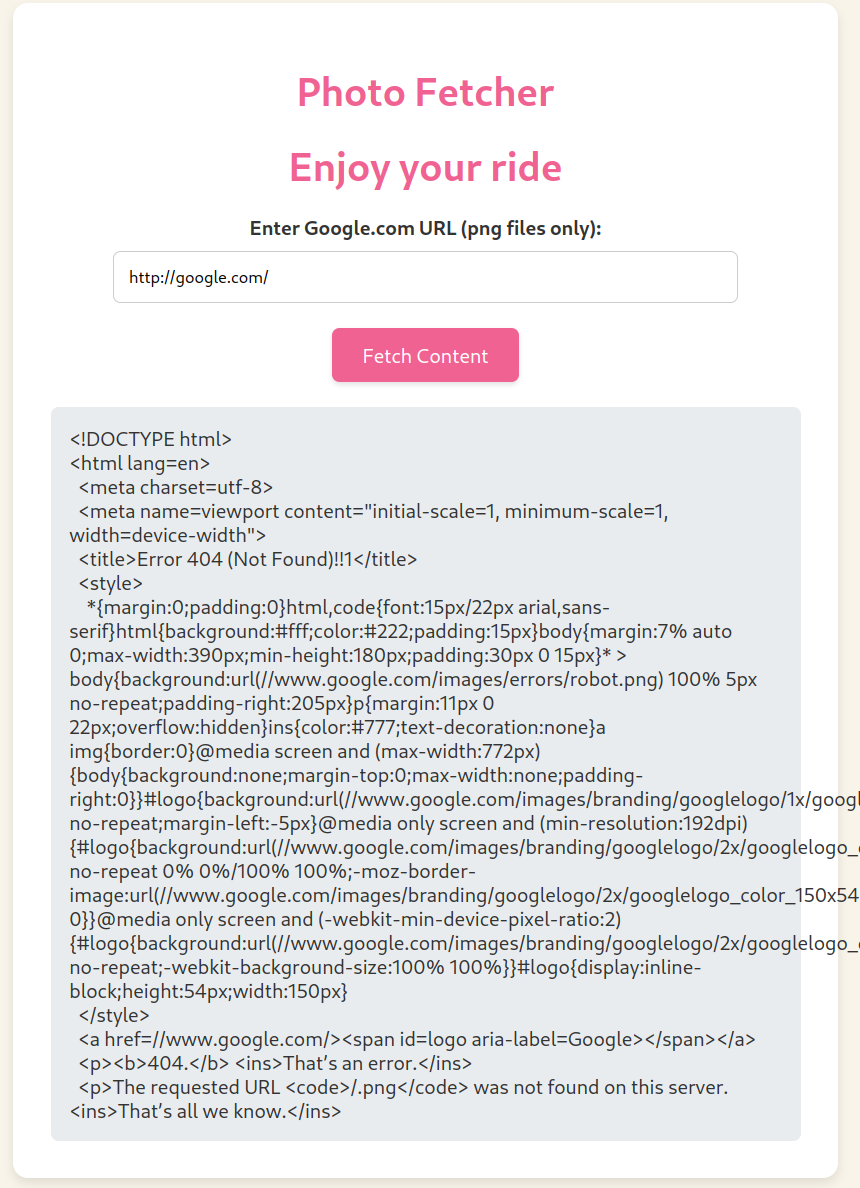 Photo Fetcher
Enjoy your ride
Enter Google.com URL (png files only):
http://google.com/
Fetch Content
<!DOCTYPE html>
<html lang=en>
  <meta charset=utf-8>
  <meta name=viewport content="initial-scale=1, minimum-scale=1,
width=device-width">
  <title>Error 404 (Not Found)!!1</title>
  <style>
    *{margin:0;padding:0}html,code{font:15px/22px arial,sans-
serif}html{background:#fff;color:#222;padding:15px}body{margin:7% auto
0;max-width:390px;min-height:180px;padding:30px 0 15px}* >
body{background:url(//www.google.com/images/errors/robot.png) 100% 5px
no-repeat;padding-right:205px}p{margin:11px 0
22px;overflow:hidden}ins{color:#777;text-decoration:none}a
img{border:0}@media screen and (max-width:772px)
{body{background:none;margin-top:0;max-width:none;padding-
right:0}}#logo{background:url(//www.google.com/images/branding/googlelogo/1x/googl
no-repeat;margin-left:-5px}@media only screen and (min-resolution:192dpi)
{#logo{background:url(//www.google.com/images/branding/googlelogo/2x/googlelogo_
no-repeat 0% 0%/100% 100%;-moz-border-
image:url(//www.google.com/images/branding/googlelogo/2x/googlelogo_color_150x54
0}}@media only screen and (-webkit-min-device-pixel-ratio:2)
{#logo{background:url(//www.google.com/images/branding/googlelogo/2x/googlelogo_
no-repeat;-webkit-background-size:100% 100%}}#logo{display:inline-
block;height:54px;width:150px}
  </style>
  <a href=//www.google.com/><span id=logo aria-label=Google></span></a>
  <p><b>404.</b> <ins>That’s an error.</ins>
  <p>The requested URL <code>/.png</code> was not found on this server.
<ins>That’s all we know.</ins>